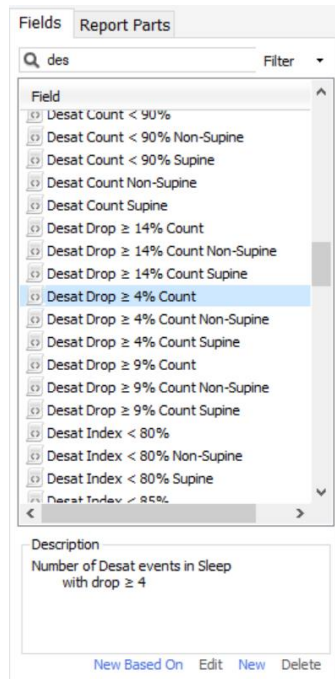 Fields Report Parts
des Filter
Field
Desat Count < 90%
Desat Count < 90% Non-Supine
Desat Count < 90% Supine
Desat Count Non-Supine
Desat Count Supine
Desat Drop ≥ 14% Count
Desat Drop ≥ 14% Count Non-Supine
Desat Drop ≥ 14% Count Supine
Desat Drop ≥ 4% Count
Desat Drop ≥ 4% Count Non-Supine
Desat Drop ≥ 4% Count Supine
Desat Drop ≥ 9% Count
Desat Drop ≥ 9% Count Non-Supine
Desat Drop ≥ 9% Count Supine
Desat Index < 80%
Desat Index < 80% Non-Supine
Desat Index < 80% Supine
Desat Index < 85%
Description
Number of Desat events in Sleep
with drop ≥ 4
New Based On Edit New Delete